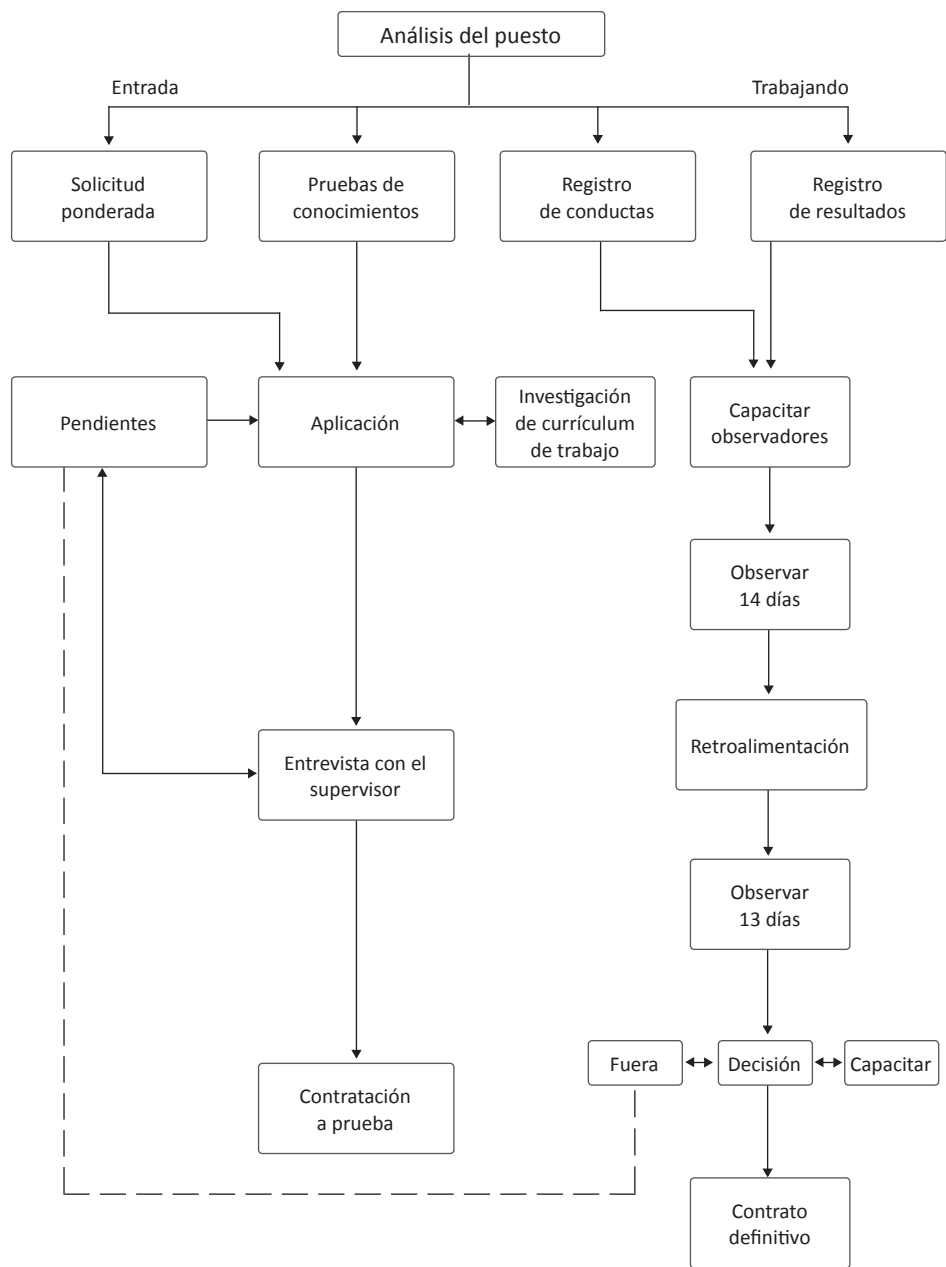 Análisis del puesto
Entrada
Trabajando
Solicitud
ponderada
Pruebas de
conocimientos
Registro
de conductas
Registro
de resultados
Pendientes
Aplicación
Investigación
de currículum
de trabajo
Capacitar
observadores
Observar
14 días
Retroalimentación
Entrevista con el
supervisor
Observar
13 días
Fuera
Decisión
Capacitar
Contratación
a prueba
Contrato
definitivo